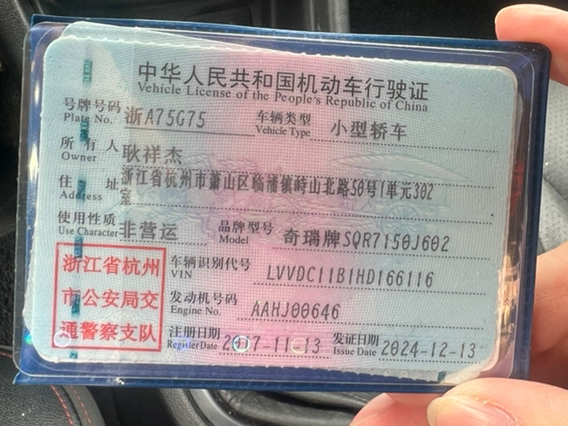 中华人民共和国机动车行驶证
Vehicle License of the People's Republic of China
号牌号码 Plate No. 浙A75G75 车辆类型 Vehicle Type 小型轿车
所有人 Owner 耿祥杰
住址 Address 浙江省杭州市萧山区临浦镇峙山北路50号1单元302
室
使用性质 Use Character 非营运 品牌型号 Model 奇瑞牌SQR7150J602
浙江省杭州
市公安局交
通警察支队
车辆识别代号 VIN LVVDC11B1HD166116
发动机号码 Engine No. AAHJ00646
注册日期 Register Date 2017-11-13 发证日期 Issue Date 2024-12-13